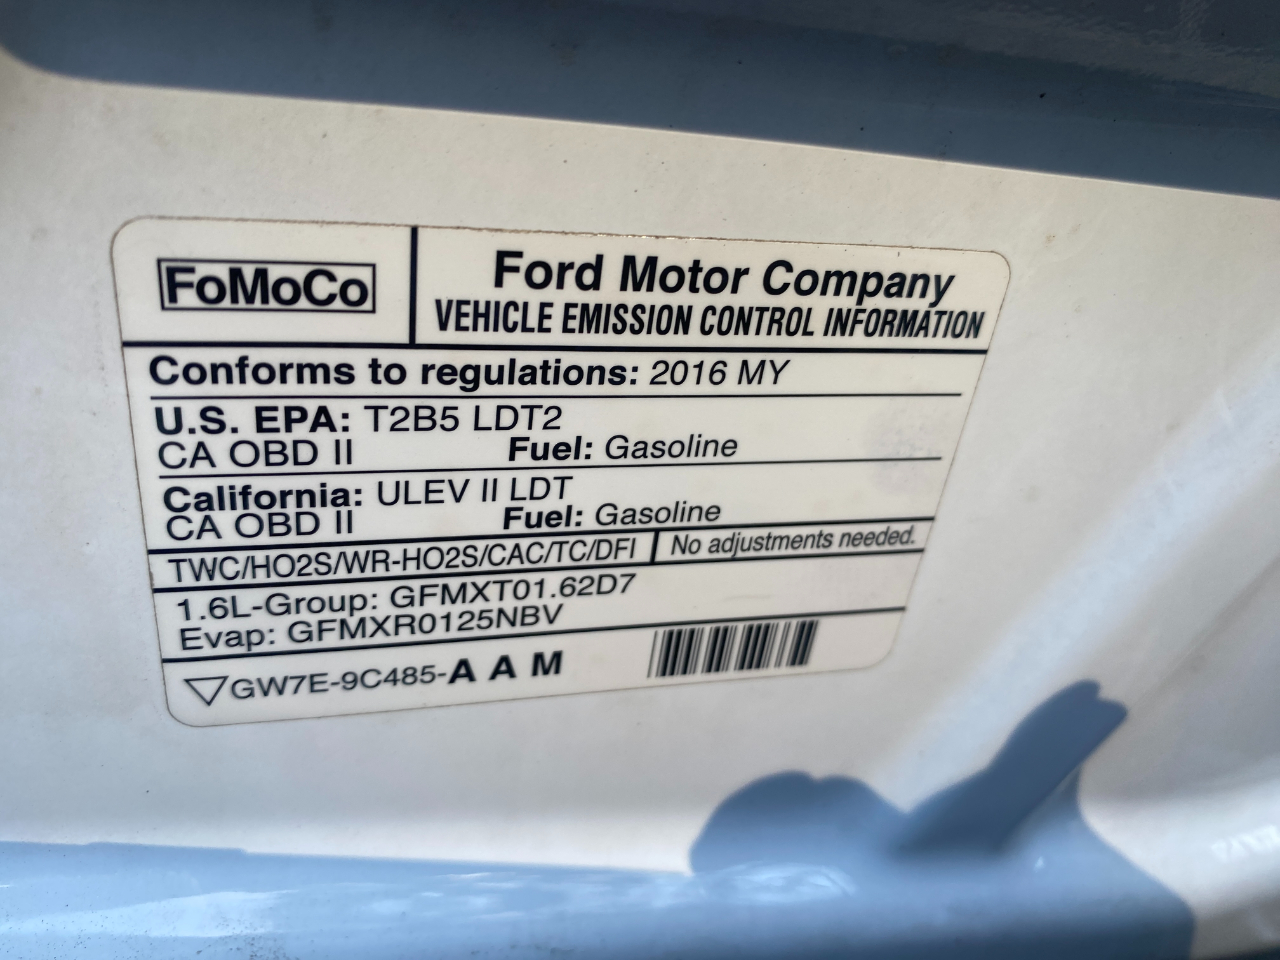 FoMoCo
Ford Motor Company
VEHICLE EMISSION CONTROL INFORMATION
Conforms to regulations: 2016 MY
U.S. EPA: T2B5 LDT2
CA OBD II Fuel: Gasoline
California: ULEV II LDT
CA OBD II Fuel: Gasoline
TWC/HO2S/WR-HO2S/CAC/TC/DFI No adjustments needed.
1.6L-Group: GFMXT01.62D7
Evap: GFMXR0125NBV
GW7E-9C485-A A M